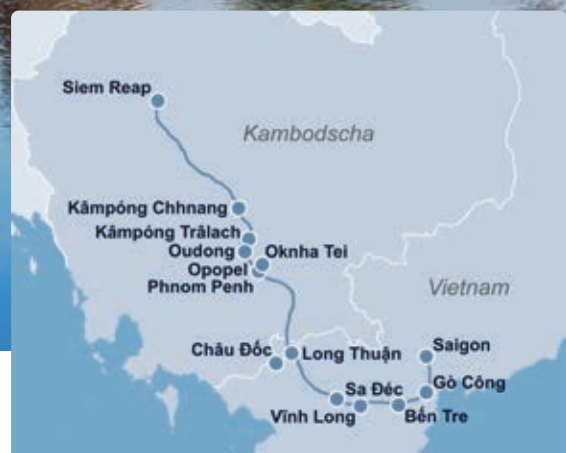 Siem Reap
Kambodscha
Kâmpóng Chhnang
Kâmpóng Trâlach
Oudong
Oknha Tei
Opopel
Phnom Penh
Vietnam
Châu Đốc
Long Thuận
Saigon
Sa Đéc
Gò Công
Vĩnh Long
Bến Tre